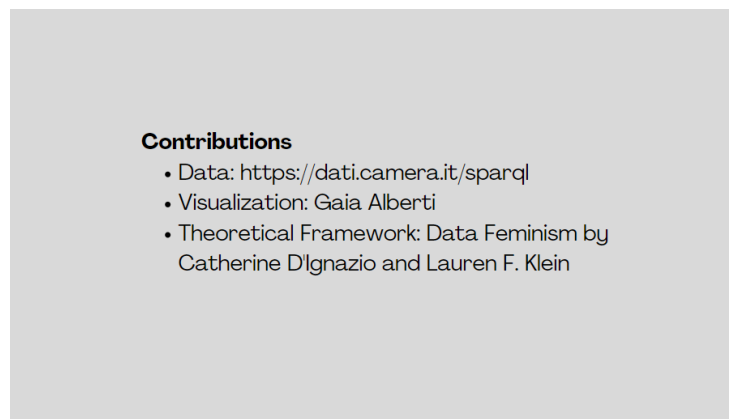 Contributions
• Data: https://dati.camera.it/sparql
• Visualization: Gaia Alberti
• Theoretical Framework: Data Feminism by
Catherine D'Ignazio and Lauren F. Klein